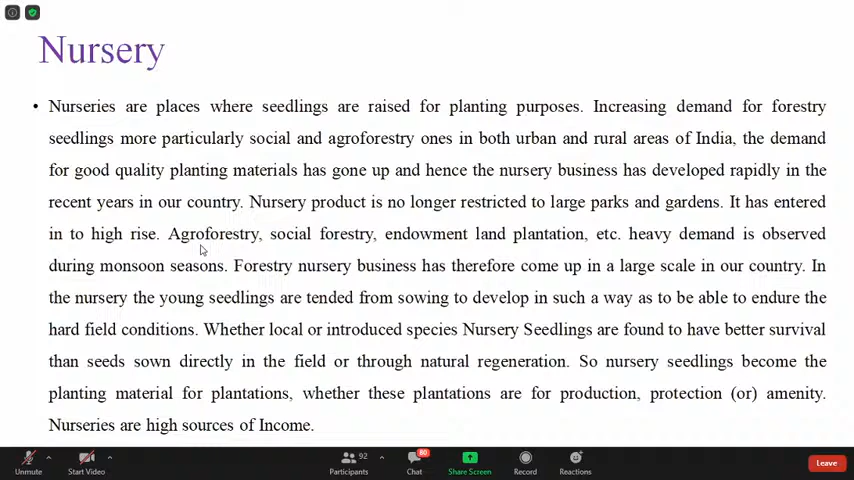 Nursery
• Nurseries are places where seedlings are raised for planting purposes. Increasing demand for forestry
seedlings more particularly social and agroforestry ones in both urban and rural areas of India, the demand
for good quality planting materials has gone up and hence the nursery business has developed rapidly in the
recent years in our country. Nursery product is no longer restricted to large parks and gardens. It has entered
in to high rise. Agroforestry, social forestry, endowment land plantation, etc. heavy demand is observed
during monsoon seasons. Forestry nursery business has therefore come up in a large scale in our country. In
the nursery the young seedlings are tended from sowing to develop in such a way as to be able to endure the
hard field conditions. Whether local or introduced species Nursery Seedlings are found to have better survival
than seeds sown directly in the field or through natural regeneration. So nursery seedlings become the
planting material for plantations, whether these plantations are for production, protection (or) amenity.
Nurseries are high sources of Income.
92 80
Unmute Start Video Participants Chat Share Screen Record Reactions Leave